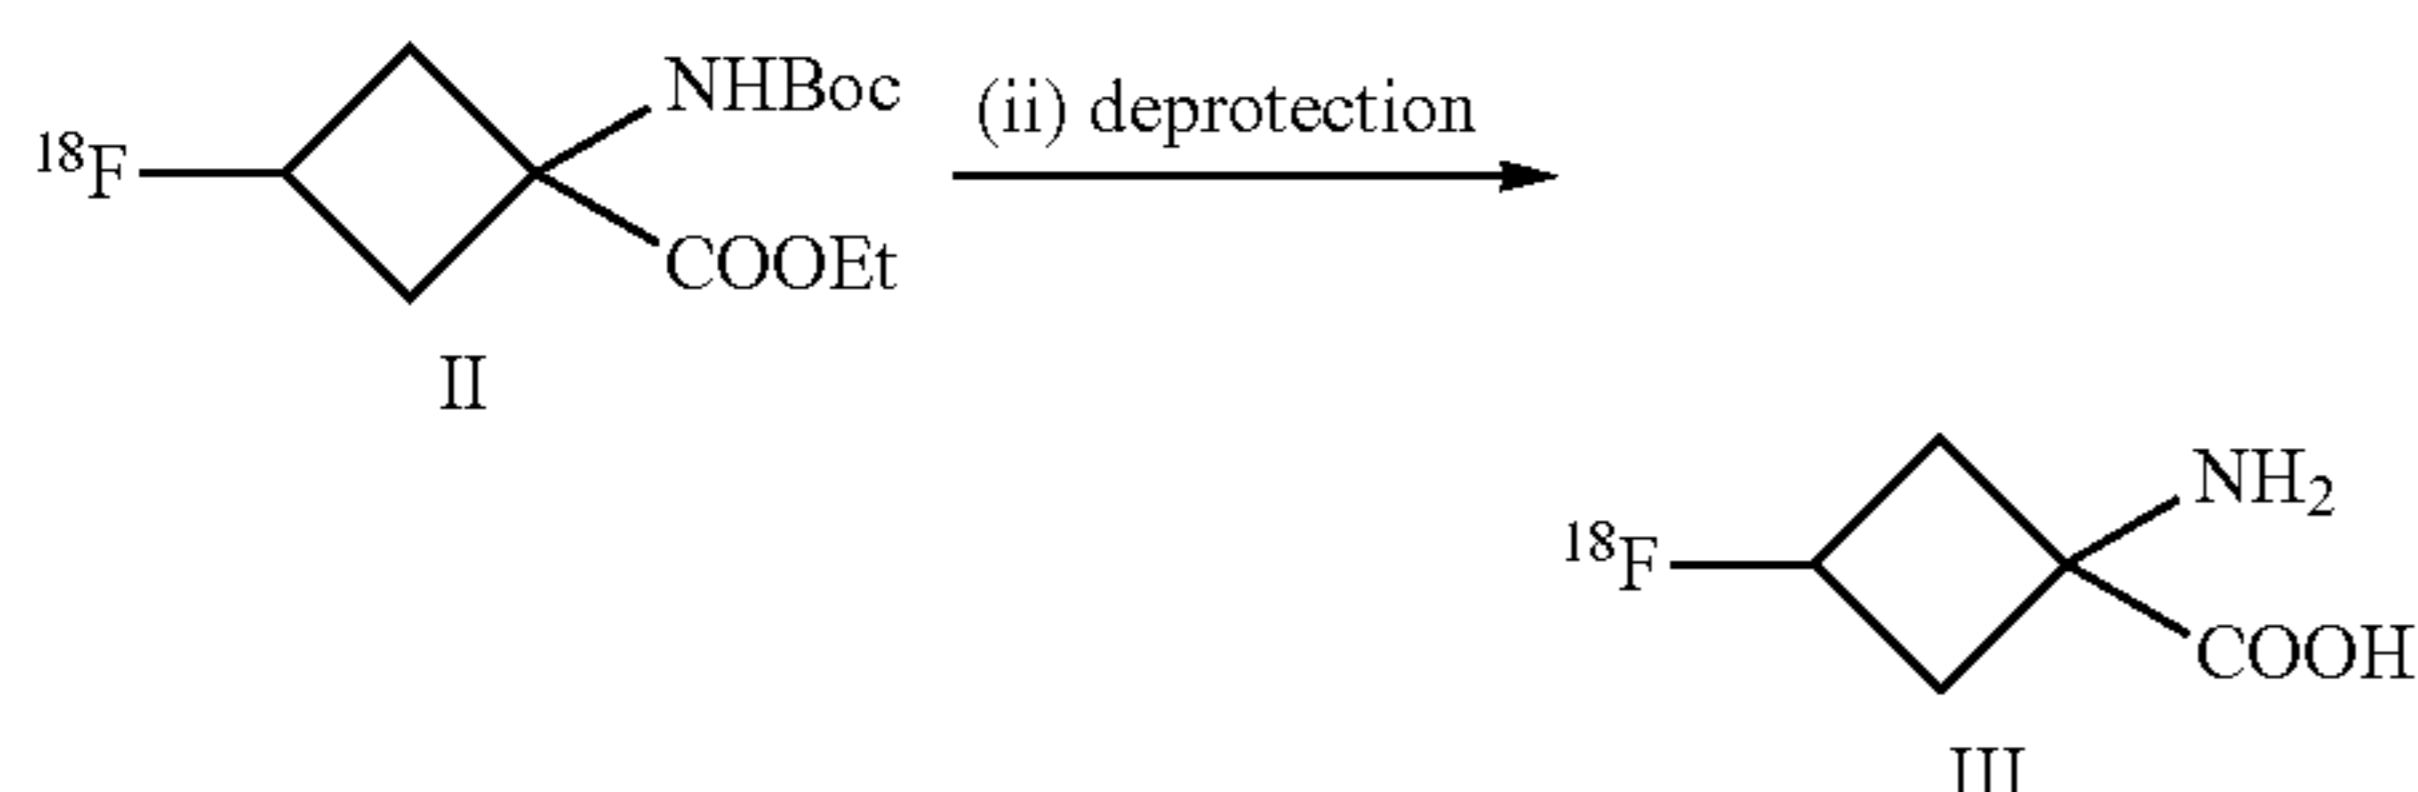 NHBoc
(ii) deprotection
¹⁸F
COOEt
II
NH₂
¹⁸F
COOH
III